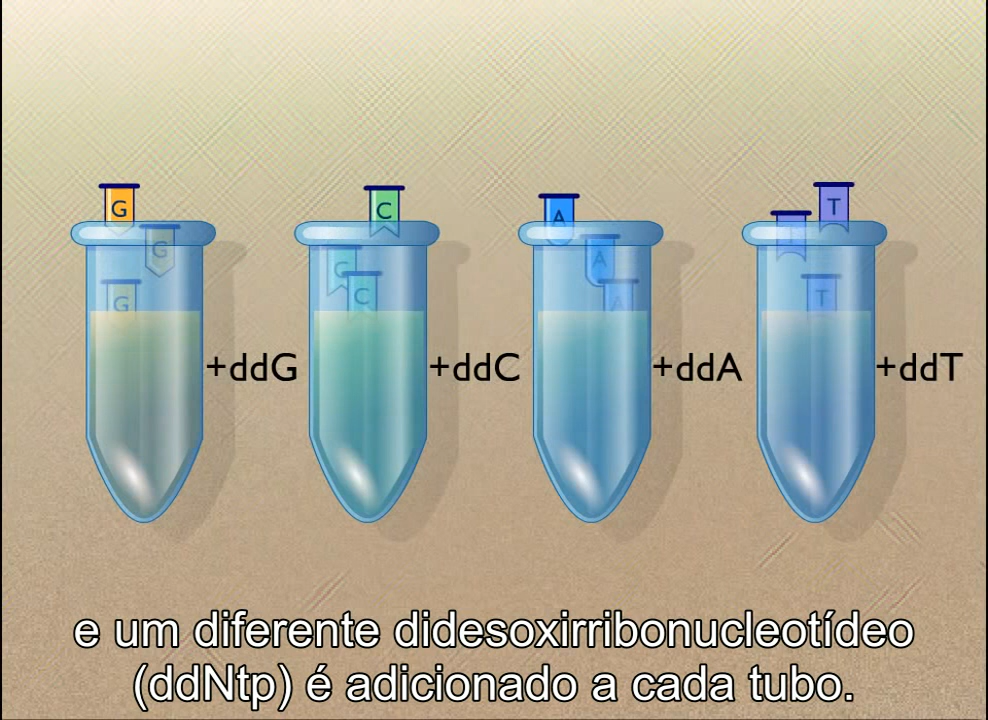 G
C
A
T
G
C
A
T
G
C
A
T
+ddG
+ddC
+ddA
+ddT
e um diferente didesoxirribonucleotídeo
(ddNtp) é adicionado a cada tubo.